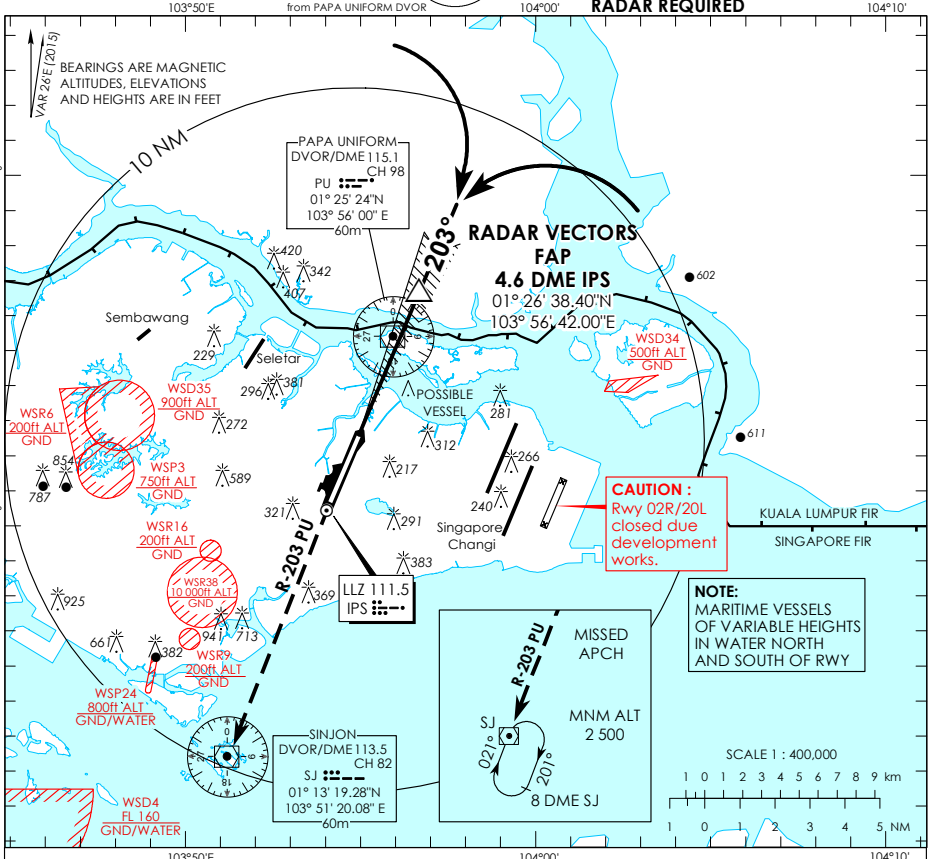 103°50'E
from PAPA UNIFORM DVOR
104°00'
RADAR REQUIRED
104°10'
VAR 26'E (2015)
BEARINGS ARE MAGNETIC
ALTITUDES, ELEVATIONS
AND HEIGHTS ARE IN FEET
10 NM
PAPA UNIFORM
DVOR/DME 115.1
CH 98
PU
01° 25' 24"N
103° 56' 00" E
60m
203°
RADAR VECTORS
FAP
4.6 DME IPS
01° 26' 38.40"N
103° 56' 42.00"E
602
420
342
407
Sembawang
229
Seletar
0
9
27
WSD34
500ft ALT
GND
296
381
POSSIBLE
VESSEL
281
WSD35
900ft ALT
GND
WSR6
200ft ALT
GND
272
312
611
854
787
WSP3
750ft ALT
GND
589
217
266
240
321
291
Singapore
Changi
CAUTION :
Rwy 02R/20L
closed due
development
works.
KUALA LUMPUR FIR
SINGAPORE FIR
WSR16
200ft ALT
GND
R-203 PU
383
WSR38
10 000ft ALT
GND
369
LLZ 111.5
IPS
925
NOTE:
MARITIME VESSELS
OF VARIABLE HEIGHTS
IN WATER NORTH
AND SOUTH OF RWY
661
382
941
713
WSR9
200ft ALT
GND
WSP24
800ft ALT
GND/WATER
R-203 PU
MISSED
APCH
MNM ALT
2 500
SJ
021°
201°
8 DME SJ
0
9
18
27
SINJON
DVOR/DME 113.5
CH 82
SJ
01° 13' 19.28"N
103° 51' 20.08" E
60m
WSD4
FL 160
GND/WATER
SCALE 1 : 400,000
1 0 1 2 3 4 5 6 7 8 9 km
1 0 1 2 3 4 5 NM
103°50'E
104°00'
104°10'